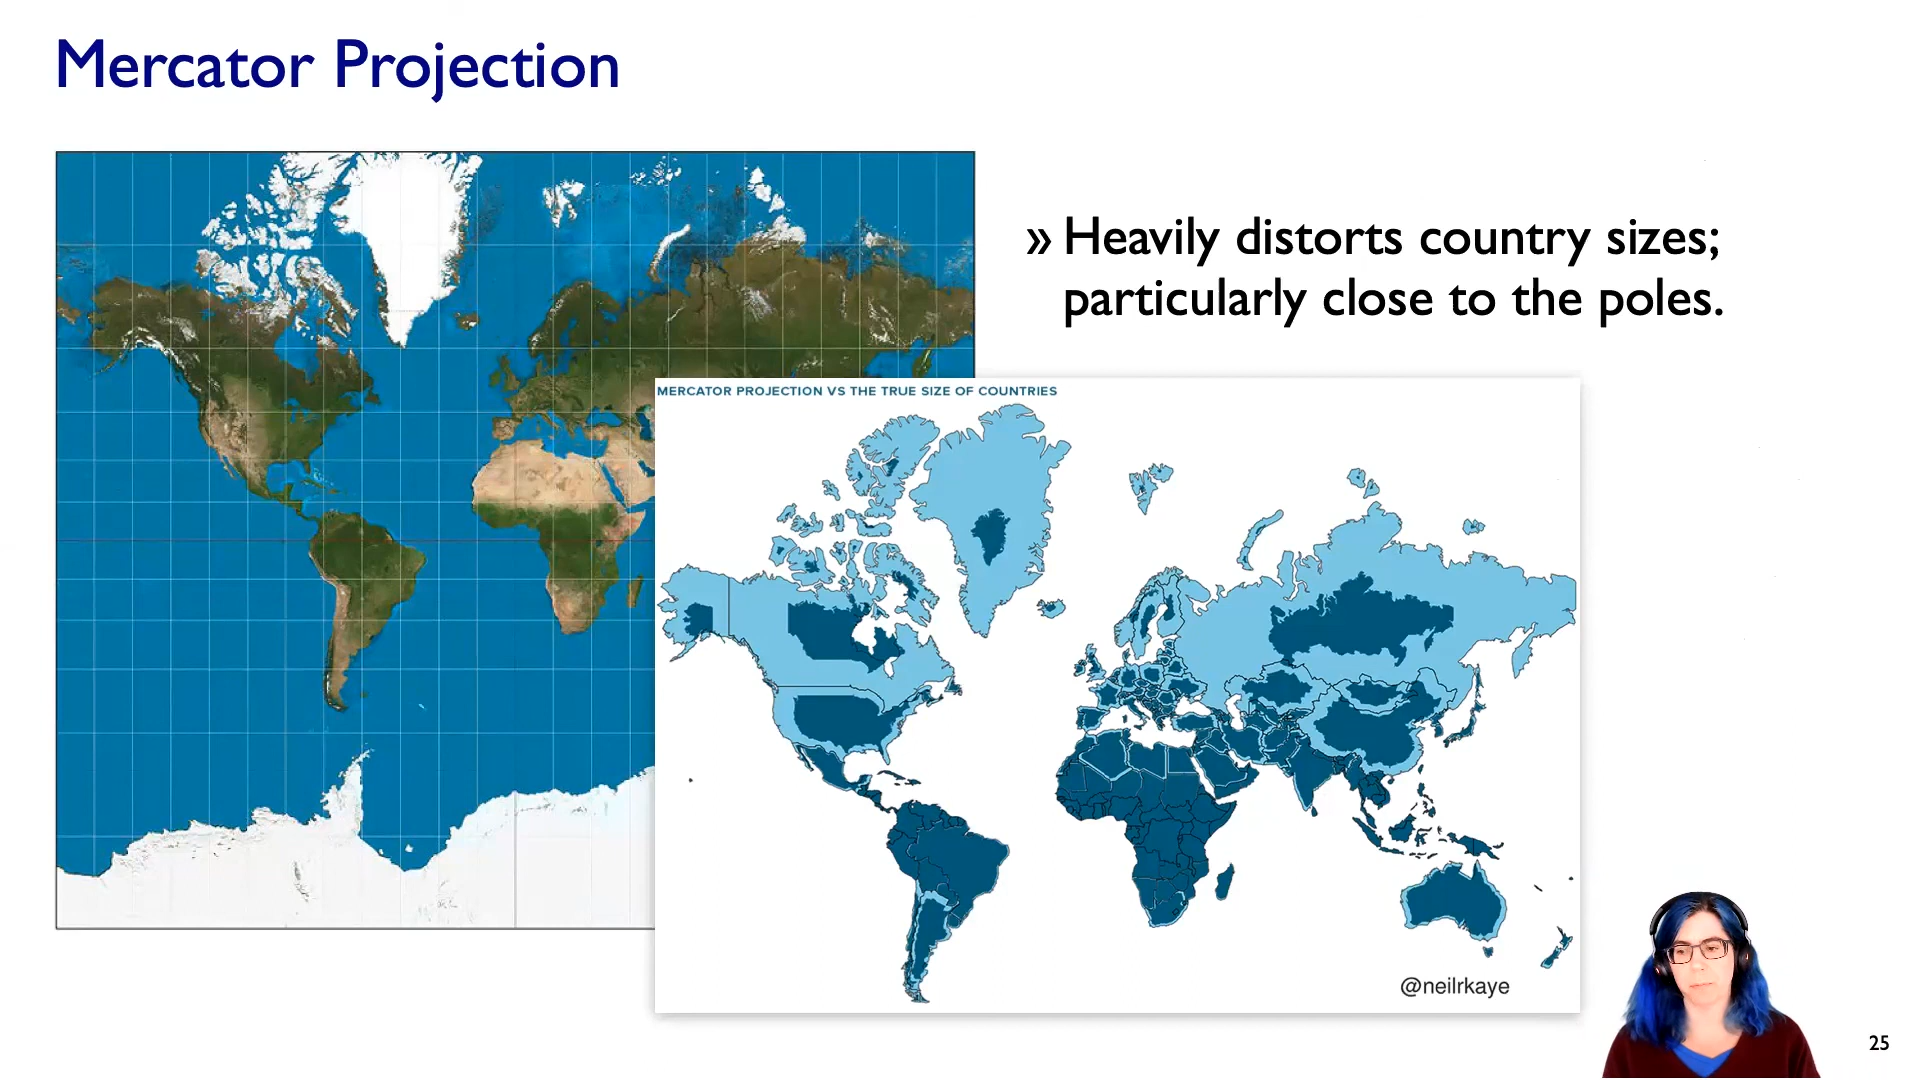 Mercator Projection
» Heavily distorts country sizes;
particularly close to the poles.
MERCATOR PROJECTION VS THE TRUE SIZE OF COUNTRIES
@neilrkaye
25